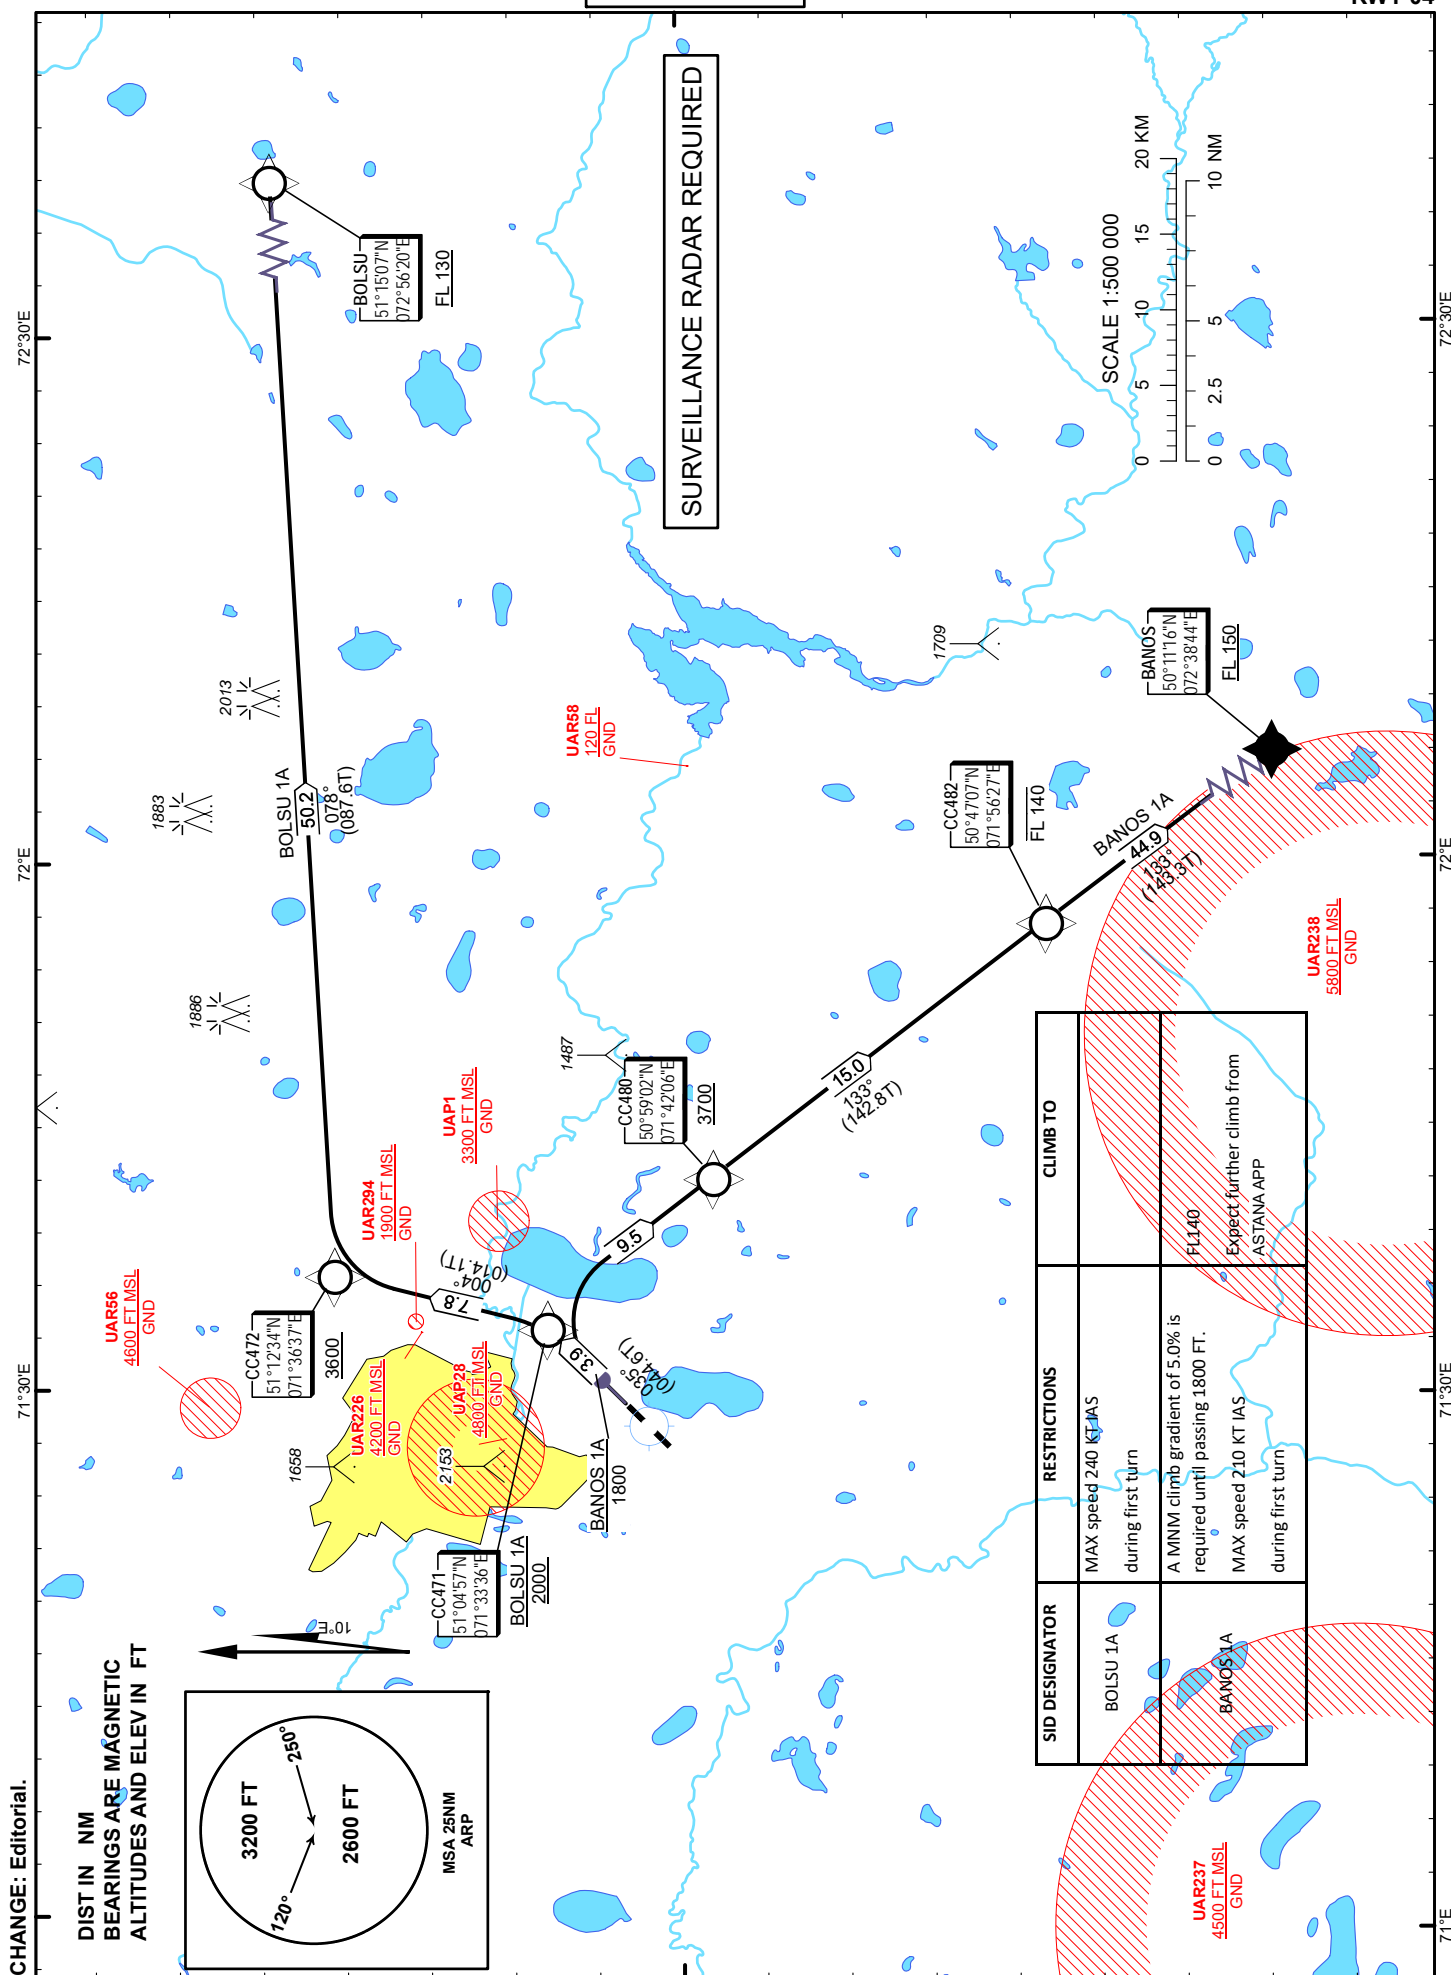 CHANGE: Editorial.
RWY 04
DIST IN NM
BEARINGS ARE MAGNETIC
ALTITUDES AND ELEV IN FT
120°
250°
3200 FT
2600 FT
MSA 25NM
ARP
10°E
SURVEILLANCE RADAR REQUIRED
SCALE 1:500 000
0 5 10 15 20 KM
0 2.5 5 10 NM
71°30'E
72°E
72°30'E
71°E
71°30'E
72°E
72°30'E
UAR56
4600 FT MSL
GND
CC472
51°12'34"N
071°36'37"E
3600
UAR294
1900 FT MSL
GND
UAP1
3300 FT MSL
GND
UAR226
4200 FT MSL
GND
UAP28
4800 FT MSL
GND
1658
2153
CC471
51°04'57"N
071°33'36"E
BOLSU 1A
2000
BANOS 1A
1800
3.9
035°
(044.6T)
7.8
004°
(014.1T)
1886
1883
2013
BOLSU 1A
50.2
078°
(087.6T)
BOLSU
51°15'07"N
072°56'20"E
FL 130
1487
CC480
50°59'02"N
071°42'06"E
3700
9.5
15.0
133°
(142.8T)
UAR58
120 FL
GND
1709
CC482
50°47'07"N
071°56'27"E
FL 140
BANOS 1A
44.9
133°
(143.3T)
BANOS
50°11'16"N
072°38'44"E
FL 150
UAR238
5800 FT MSL
GND
UAR237
4500 FT MSL
GND
SID DESIGNATOR RESTRICTIONS CLIMB TO
BOLSU 1A
MAX speed 240 KT IAS
during first turn
BANOS 1A
A MNM climb gradient of 5.0% is
required until passing 1800 FT.
MAX speed 210 KT IAS
during first turn
FL140
Expect further climb from
ASTANA APP